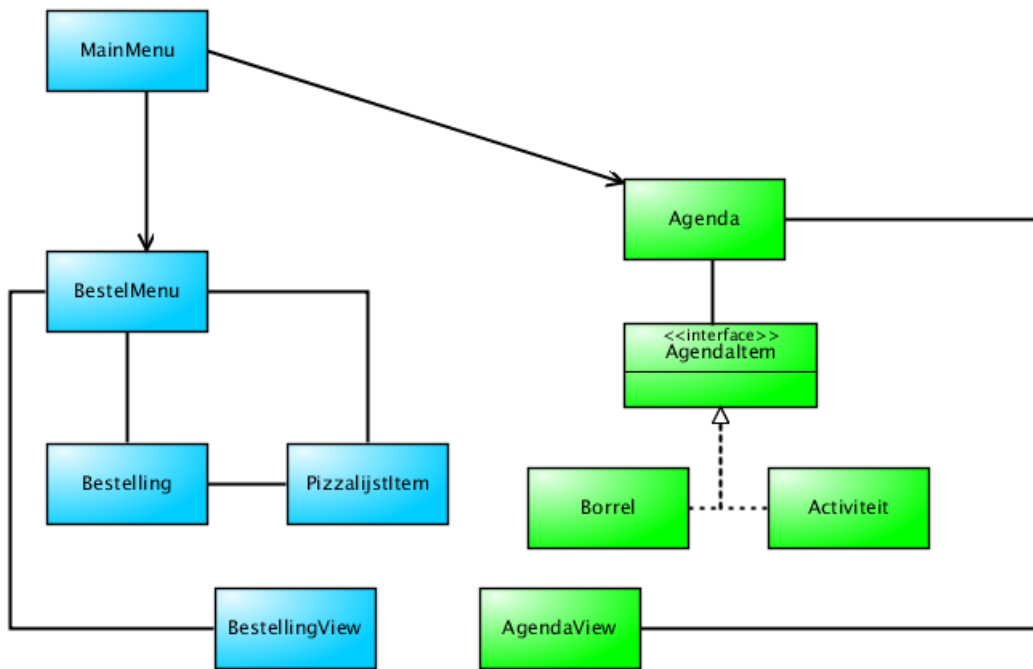 MainMenu
Agenda
BestelMenu
<<interface>>
AgendaItem
Bestelling
PizzalijstItem
Borrel
Activiteit
BestellingView
AgendaView